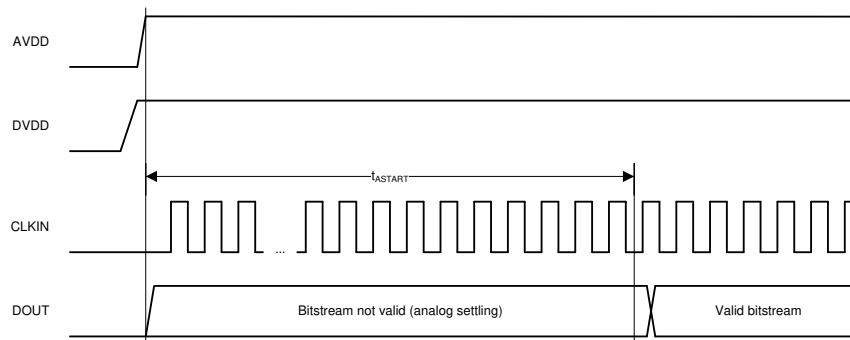 AVDD
DVDD
tASTART
CLKIN
...
DOUT
Bitstream not valid (analog settling)
Valid bitstream